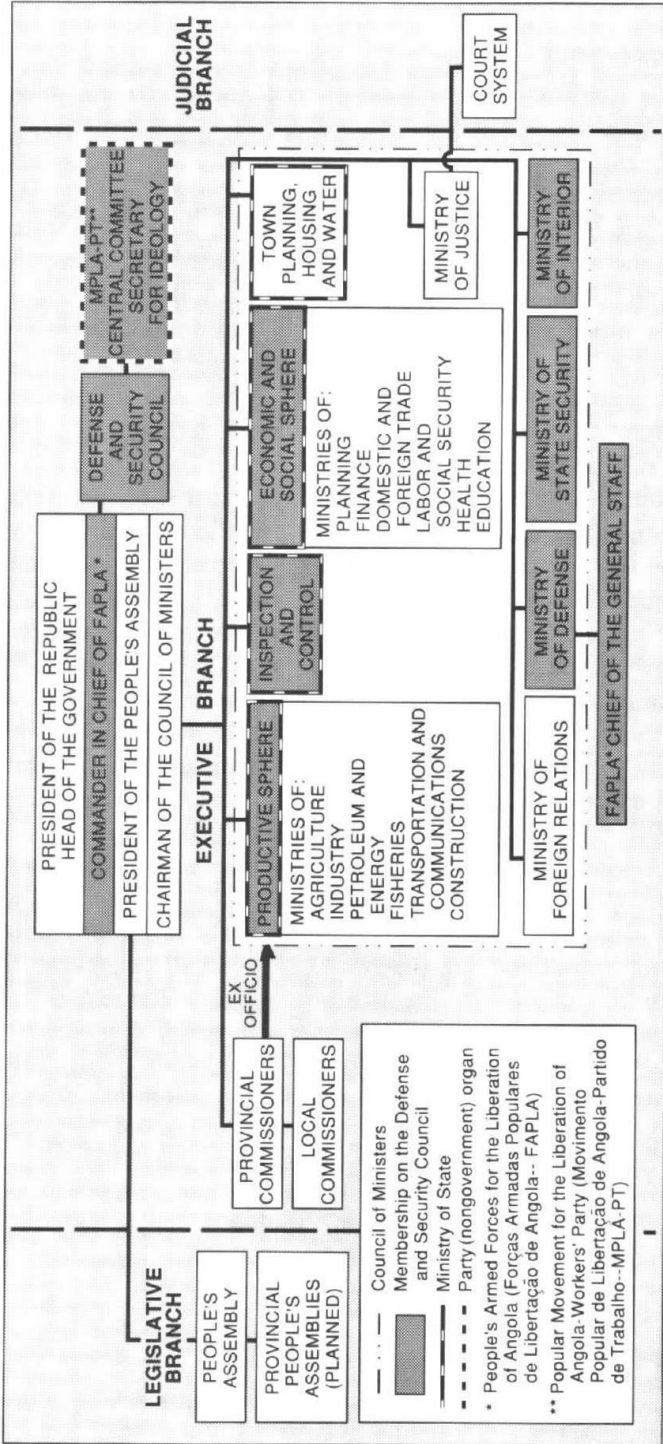 PRESIDENT OF THE REPUBLIC
HEAD OF THE GOVERNMENT
COMMANDER IN CHIEF OF FAPLA*
PRESIDENT OF THE PEOPLE'S ASSEMBLY
CHAIRMAN OF THE COUNCIL OF MINISTERS
DEFENSE
AND
SECURITY
COUNCIL
MPLA-PT**
CENTRAL COMMITTEE
SECRETARY
FOR IDEOLOGY
LEGISLATIVE
BRANCH
EXECUTIVE BRANCH
JUDICIAL
BRANCH
PEOPLE'S
ASSEMBLY
PROVINCIAL
PEOPLE'S
ASSEMBLIES
(PLANNED)
PROVINCIAL
COMMISSIONERS
LOCAL
COMMISSIONERS
EX
OFFICIO
PRODUCTIVE SPHERE
MINISTRIES OF:
AGRICULTURE
INDUSTRY
PETROLEUM AND
ENERGY
FISHERIES
TRANSPORTATION AND
COMMUNICATIONS
CONSTRUCTION
INSPECTION
AND
CONTROL
ECONOMIC AND
SOCIAL SPHERE
MINISTRIES OF:
PLANNING
FINANCE
DOMESTIC AND
FOREIGN TRADE
LABOR AND
SOCIAL SECURITY
HEALTH
EDUCATION
TOWN
PLANNING,
HOUSING
AND WATER
MINISTRY
OF JUSTICE
COURT
SYSTEM
MINISTRY OF
FOREIGN RELATIONS
MINISTRY
OF DEFENSE
MINISTRY OF
STATE SECURITY
MINISTRY
OF INTERIOR
FAPLA* CHIEF OF THE GENERAL STAFF
Council of Ministers
Membership on the Defense
and Security Council
Ministry of State
Party (nongovernment) organ
* People's Armed Forces for the Liberation
of Angola (Forças Armadas Populares
de Libertação de Angola-- FAPLA)
** Popular Movement for the Liberation of
Angola-Workers' Party (Movimento
Popular de Libertação de Angola-Partido
de Trabalho--MPLA-PT)